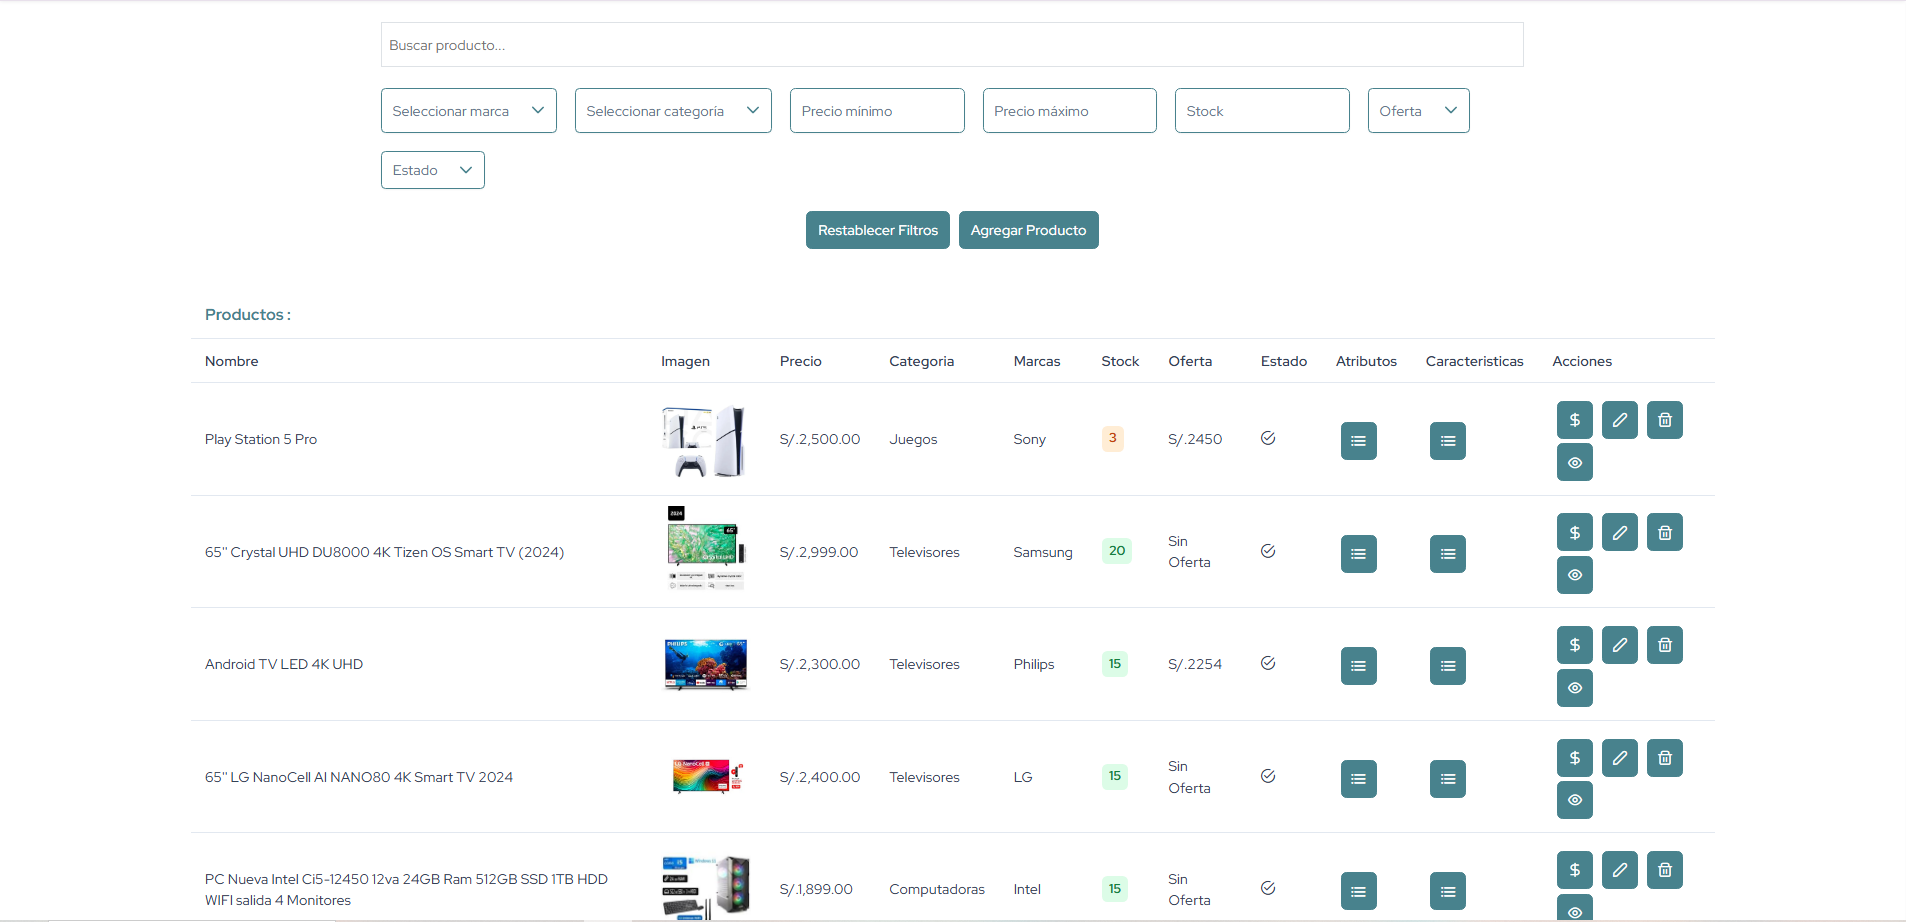 Buscar producto...
Seleccionar marca
Seleccionar categoría
Precio mínimo
Precio máximo
Stock
Oferta
Estado
Restablecer Filtros
Agregar Producto
Productos :
Nombre Imagen Precio Categoria Marcas Stock Oferta Estado Atributos Caracteristicas Acciones
Play Station 5 Pro S/.2,500.00 Juegos Sony 3 S/.2450
2024
65"
65'' Crystal UHD DU8000 4K Tizen OS Smart TV (2024) S/.2,999.00 Televisores Samsung 20 Sin
Oferta
PHILIPS
Android TV LED 4K UHD S/.2,300.00 Televisores Philips 15 S/.2254
65'' LG NanoCell AI NANO80 4K Smart TV 2024 S/.2,400.00 Televisores LG 15 Sin
Oferta
PC Nueva Intel Ci5-12450 12va 24GB Ram 512GB SSD 1TB HDD
WIFI salida 4 Monitores S/.1,899.00 Computadoras Intel 15 Sin
Oferta